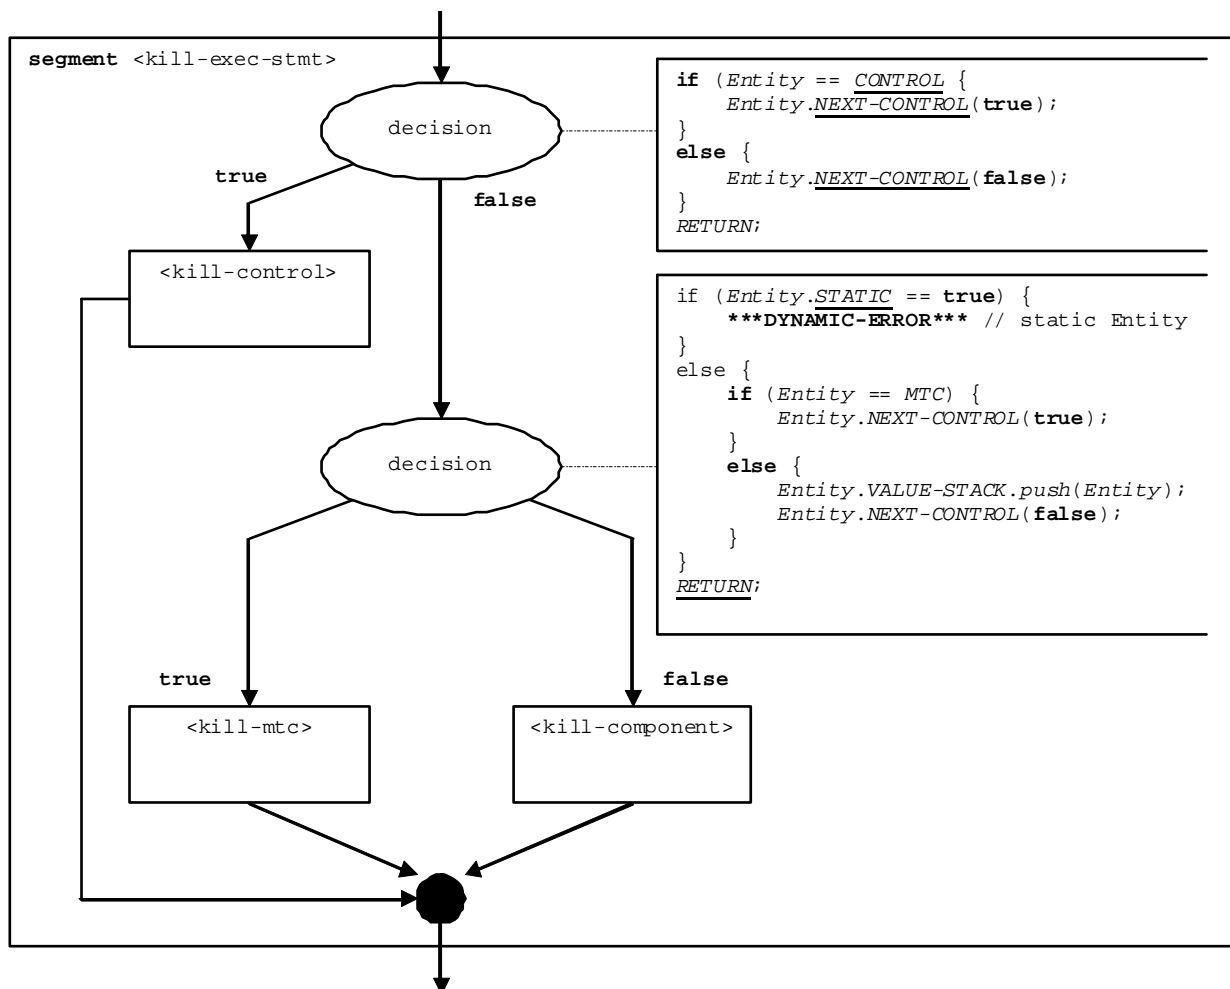 segment <kill-exec-stmt>
decision
true
false
if (Entity == CONTROL {
Entity.NEXT-CONTROL(true);
}
else {
Entity.NEXT-CONTROL(false);
}
RETURN;
<kill-control>
if (Entity.STATIC == true) {
***DYNAMIC-ERROR*** // static Entity
}
else {
if (Entity == MTC) {
Entity.NEXT-CONTROL(true);
}
else {
Entity.VALUE-STACK.push(Entity);
Entity.NEXT-CONTROL(false);
}
}
RETURN;
decision
true
false
<kill-mtc>
<kill-component>